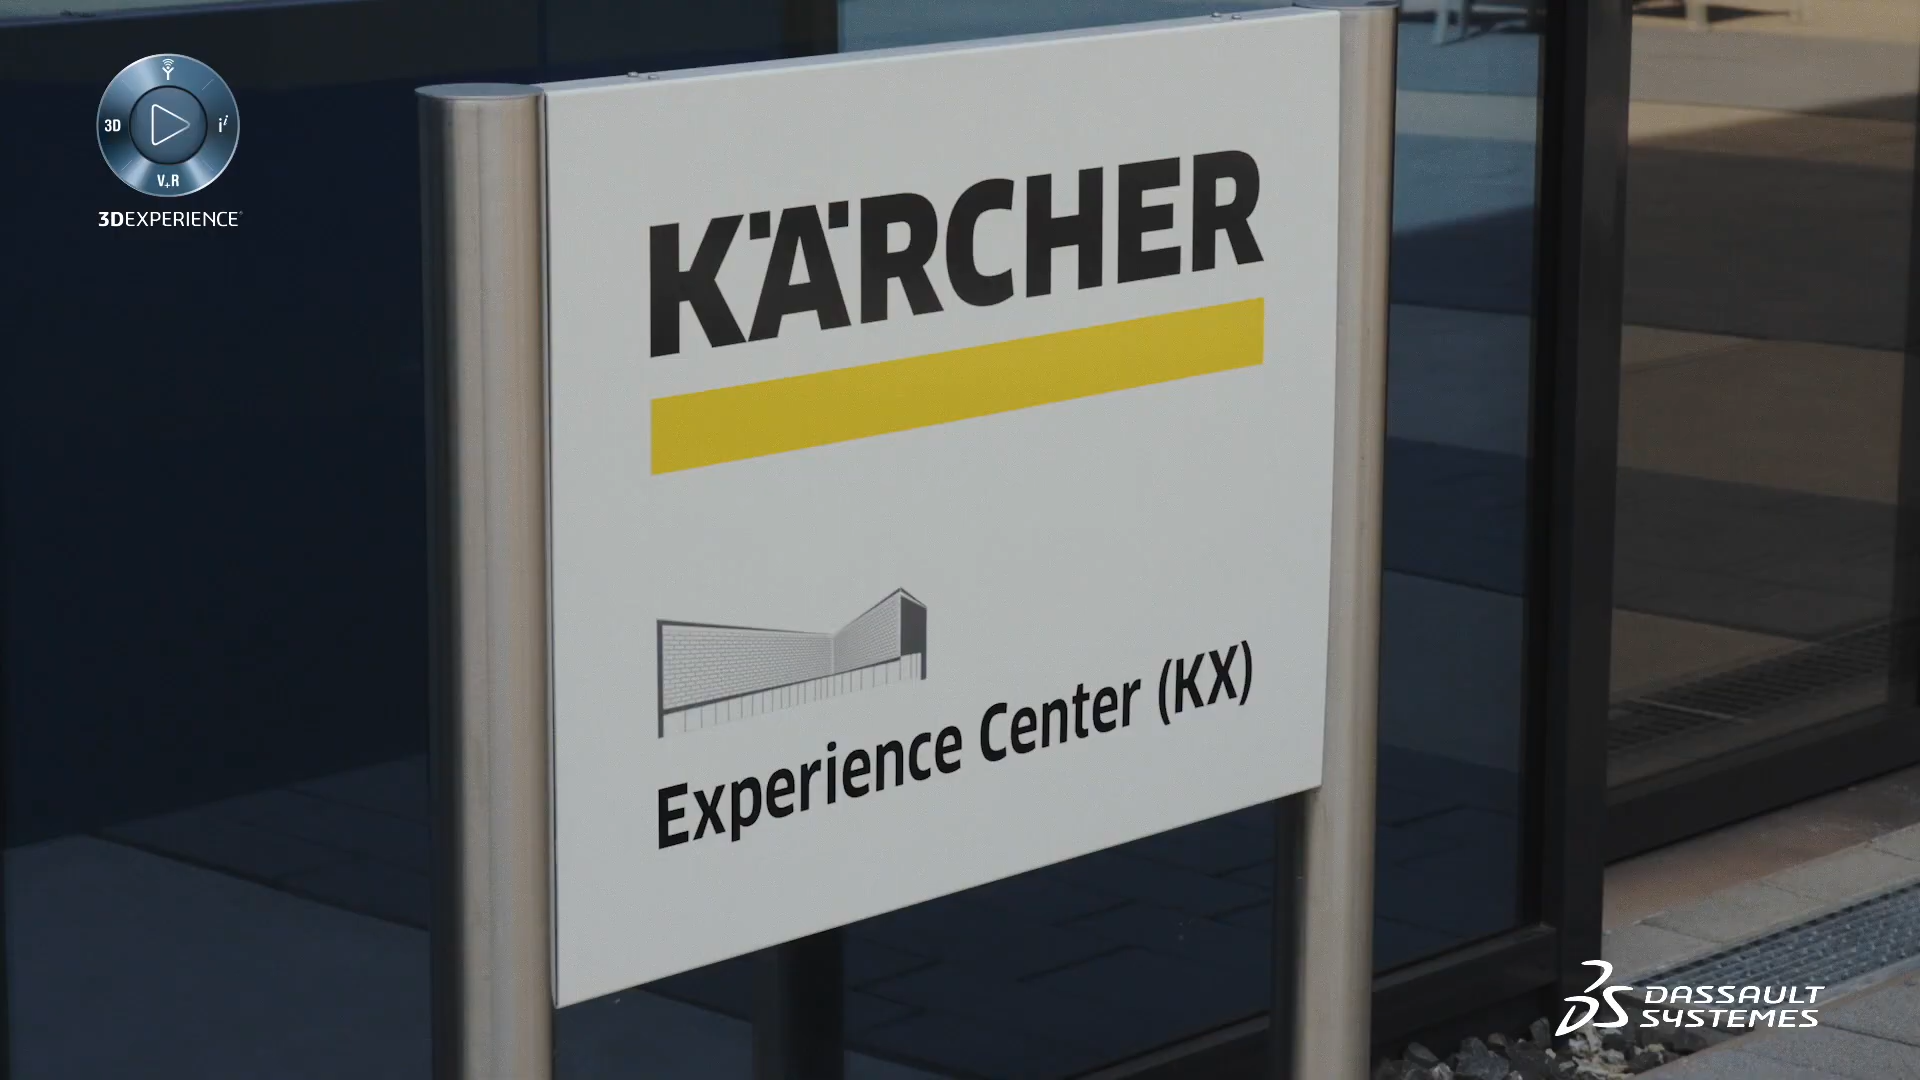 3D
V+R
3DEXPERIENCE
KÄRCHER
Experience Center (KX)
DASSAULT
SYSTEMES